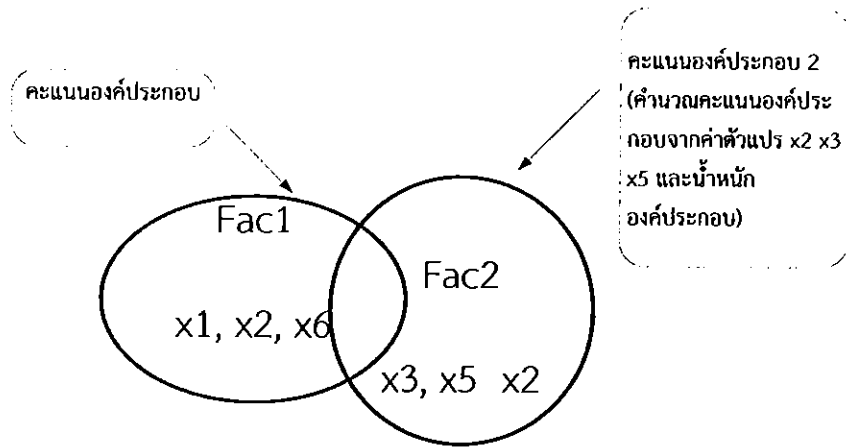 คะแนนองค์ประกอบ
คะแนนองค์ประกอบ 2
(คำนวณคะแนนองค์ประ
กอบจากค่าตัวแปร x2 x3
x5 และน้ำหนัก
องค์ประกอบ)
Fac1
Fac2
x1, x2, x6
x3, x5 x2